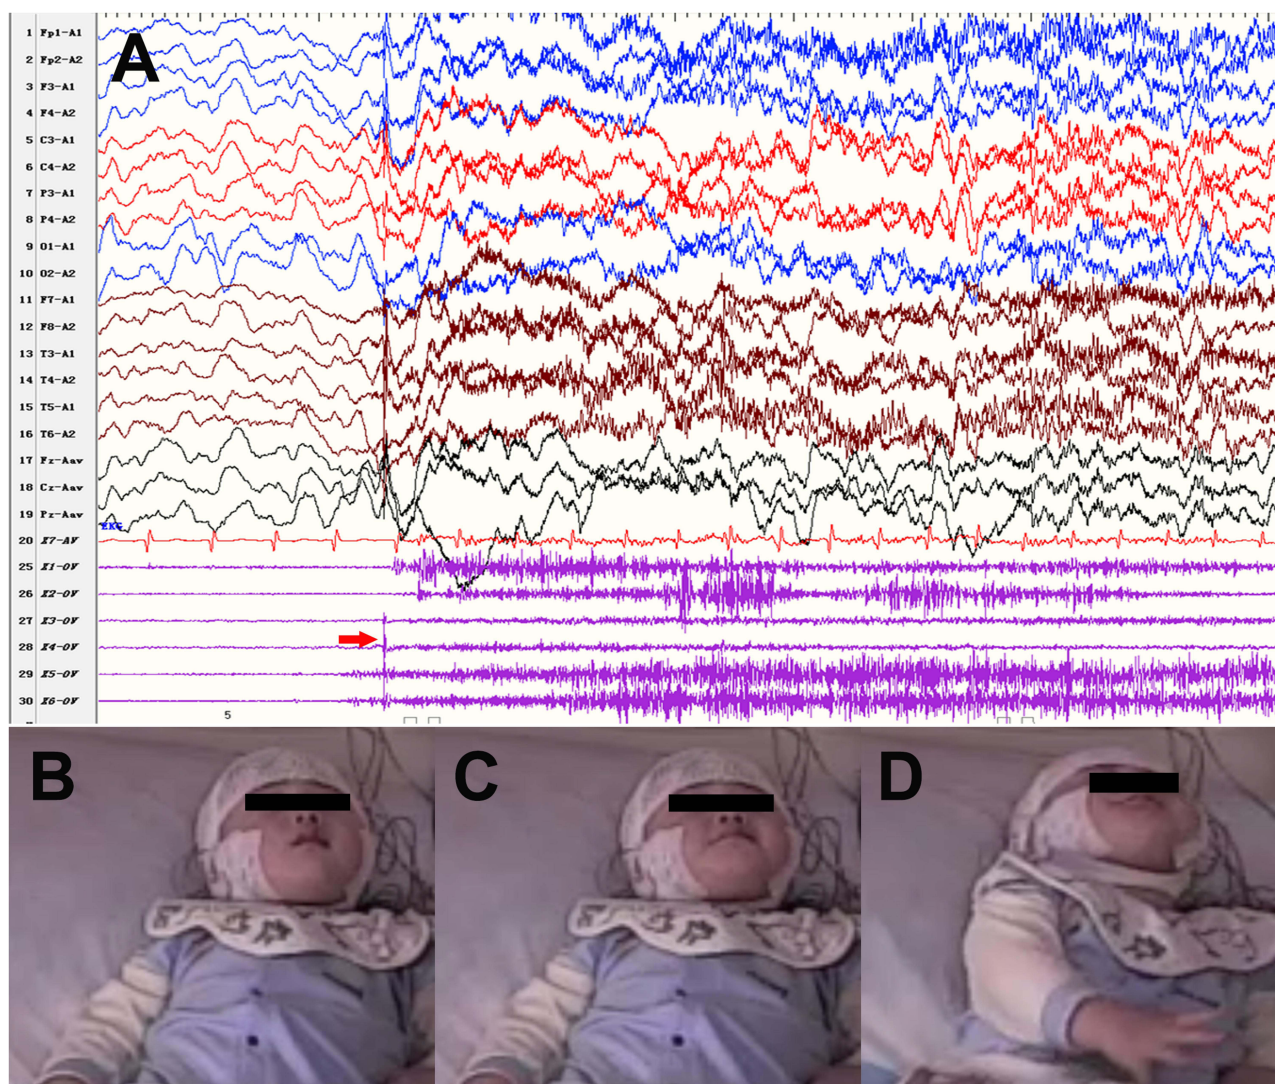 A
1 Fp1-A1
2 Fp2-A2
3 F3-A1
4 F4-A2
5 C3-A1
6 C4-A2
7 P3-A1
8 P4-A2
9 O1-A1
10 O2-A2
11 F7-A1
12 F8-A2
13 T3-A1
14 T4-A2
15 T5-A1
16 T6-A2
17 Fz-Aav
18 Cz-Aav
19 Pz-Aav
EKG
20 X7-AV
25 X1-0V
26 X2-0V
27 X3-0V
28 X4-0V
29 X5-0V
30 X6-0V
5
B C D